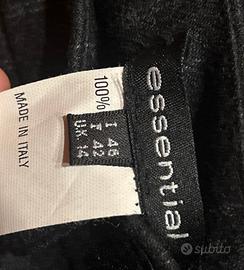 essential
I 46
I 42
UK 14
100%
MADE IN ITALY
subito